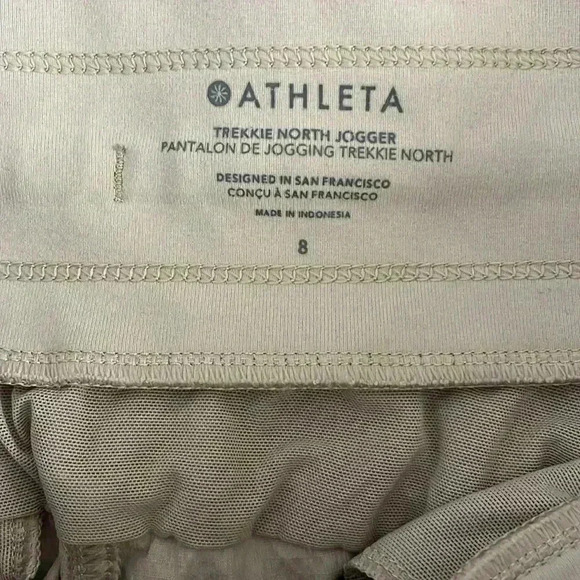 ATHLETA
TREKKIE NORTH JOGGER
PANTALON DE JOGGING TREKKIE NORTH
DESIGNED IN SAN FRANCISCO
CONÇU À SAN FRANCISCO
MADE IN INDONESIA
8